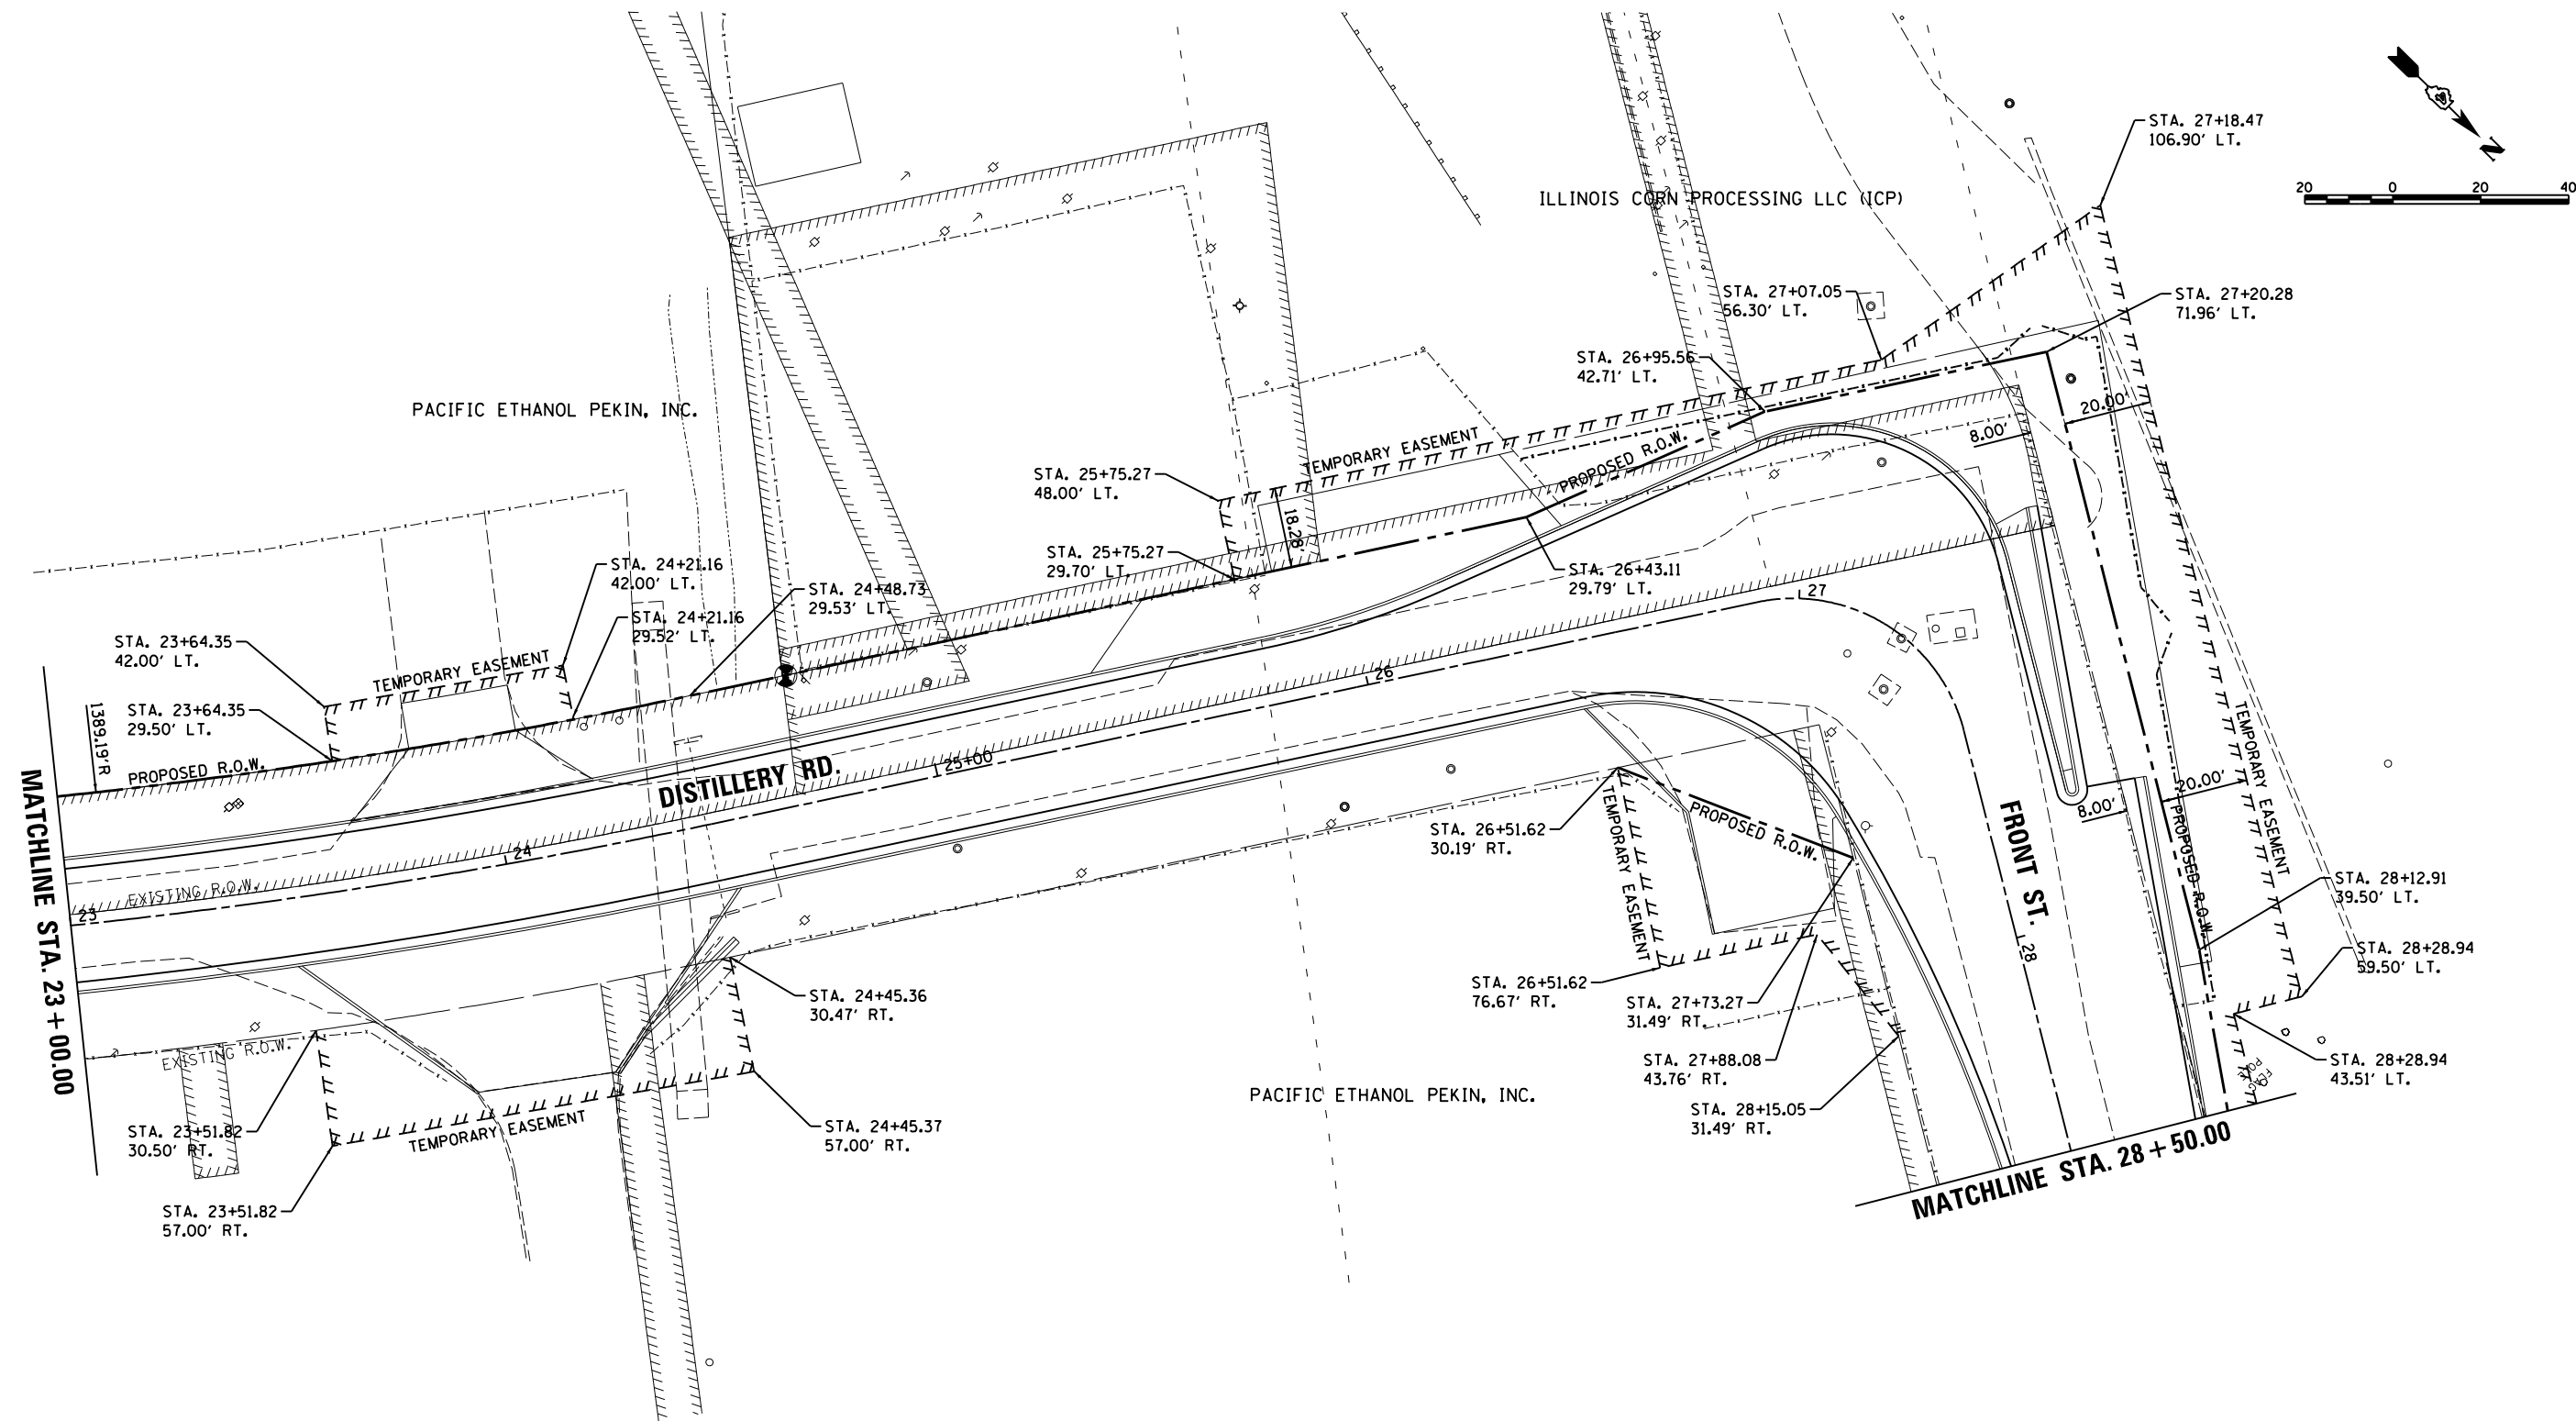 STA. 27+18.47
106.90' LT.
N
20 0 20 40
ILLINOIS CORN PROCESSING LLC (ICP)
STA. 27+07.05
56.30' LT.
STA. 27+20.28
71.96' LT.
STA. 26+95.56
42.71' LT.
PACIFIC ETHANOL PEKIN, INC.
20.00'
8.00'
TEMPORARY EASEMENT
PROPOSED R.O.W.
STA. 25+75.27
48.00' LT.
18.28'
STA. 25+75.27
29.70' LT.
STA. 26+43.11
29.79' LT.
STA. 24+21.16
42.00' LT.
STA. 24+48.73
29.53' LT.
STA. 24+21.16
29.52' LT.
27
STA. 23+64.35
42.00' LT.
TEMPORARY EASEMENT
26
STA. 23+64.35
29.50' LT.
1389.19'R
PROPOSED R.O.W.
25+00
DISTILLERY RD.
TEMPORARY EASEMENT
20.00'
8.00'
PROPOSED R.O.W.
MATCHLINE STA. 23+00.00
24
EXISTING R.O.W.
23
STA. 26+51.62
30.19' RT.
TEMPORARY EASEMENT
PROPOSED R.O.W.
FRONT ST.
28
STA. 28+12.91
39.50' LT.
STA. 28+28.94
59.50' LT.
STA. 24+45.36
30.47' RT.
STA. 26+51.62
76.67' RT.
STA. 27+73.27
31.49' RT.
EXISTING R.O.W.
STA. 27+88.08
43.76' RT.
STA. 28+28.94
43.51' LT.
FLAG
POLE
PACIFIC ETHANOL PEKIN, INC.
STA. 28+15.05
31.49' RT.
STA. 23+51.82
30.50' RT.
TEMPORARY EASEMENT
STA. 24+45.37
57.00' RT.
MATCHLINE STA. 28+50.00
STA. 23+51.82
57.00' RT.